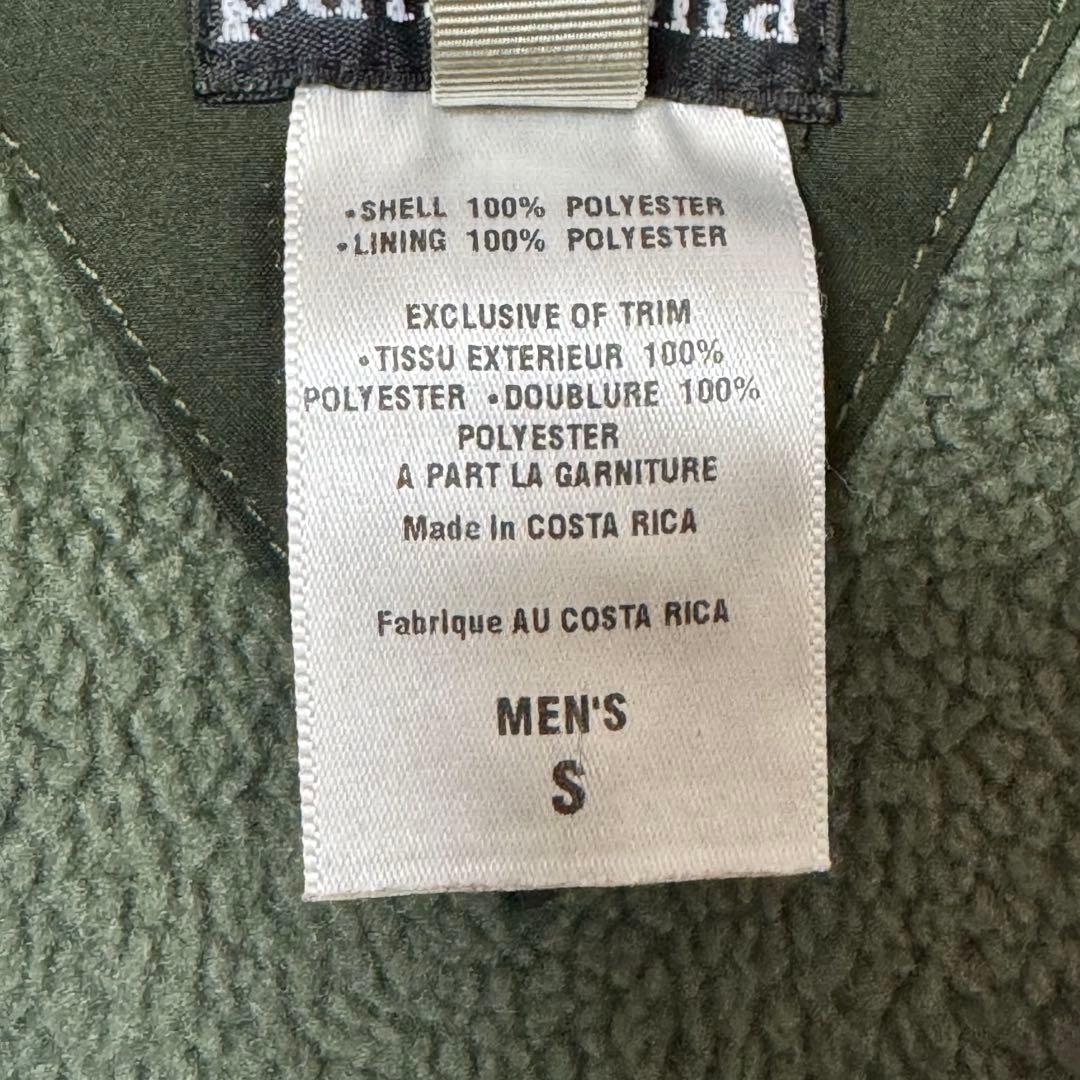 •SHELL 100% POLYESTER
•LINING 100% POLYESTER
EXCLUSIVE OF TRIM
•TISSU EXTERIEUR 100%
POLYESTER •DOUBLURE 100%
POLYESTER
A PART LA GARNITURE
Made in COSTA RICA
Fabrique AU COSTA RICA
MEN'S
S